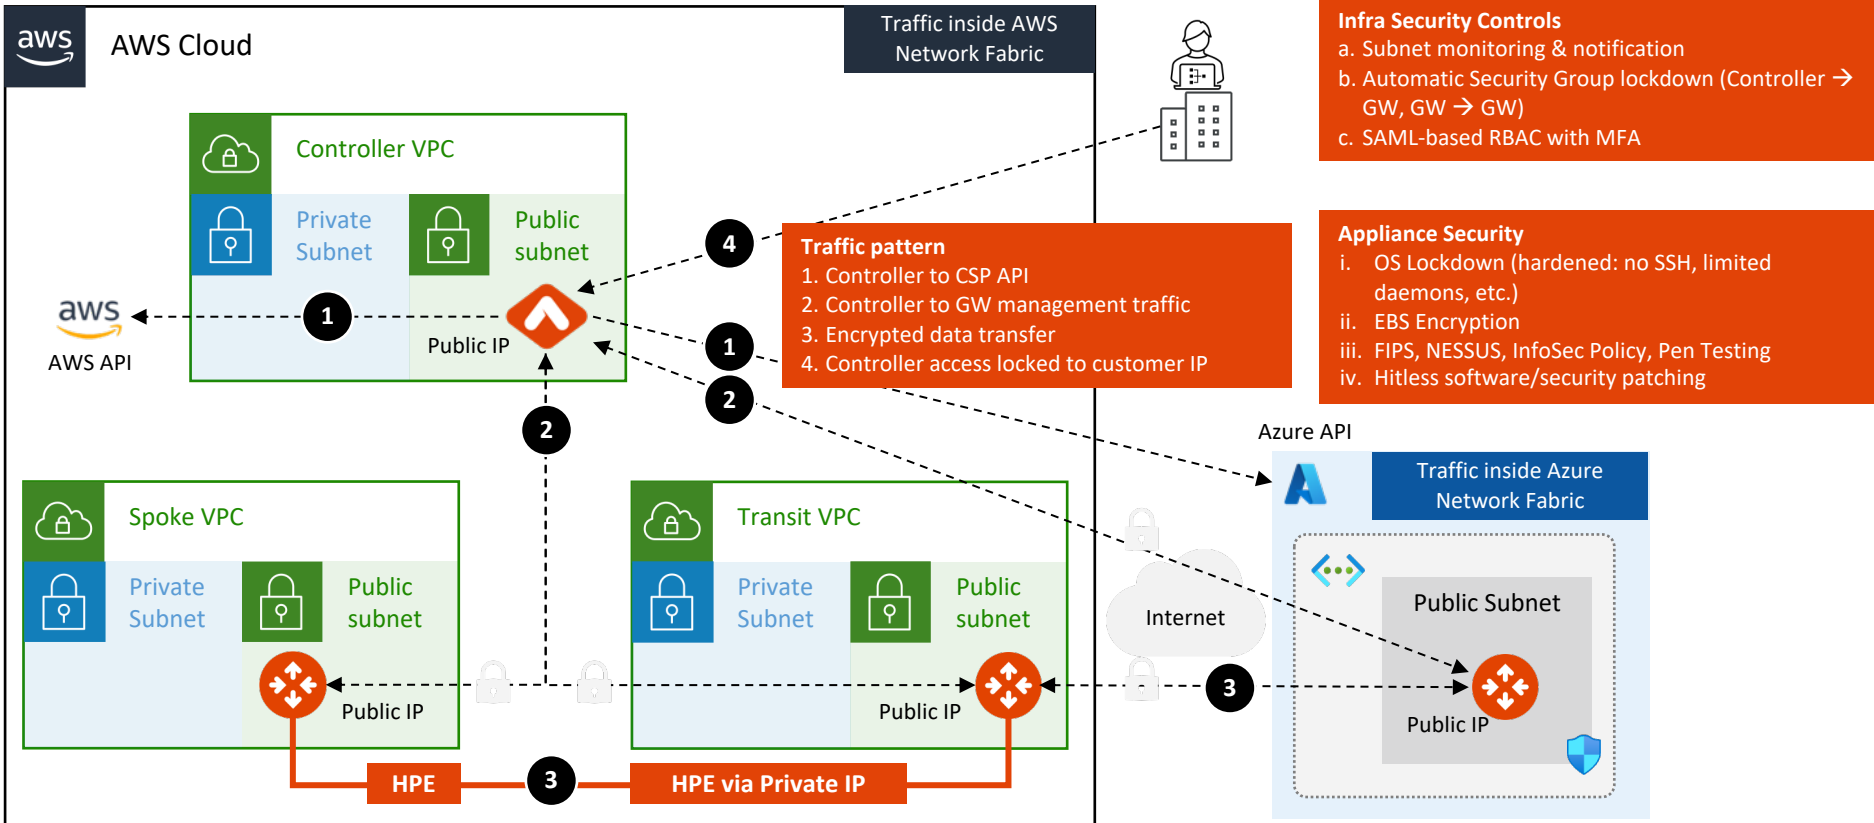 aws
AWS Cloud
Traffic inside AWS
Network Fabric
Infra Security Controls
a. Subnet monitoring & notification
b. Automatic Security Group lockdown (Controller →
GW, GW → GW)
c. SAML-based RBAC with MFA
Controller VPC
Private
Subnet
Public
subnet
4
Traffic pattern
1. Controller to CSP API
2. Controller to GW management traffic
3. Encrypted data transfer
4. Controller access locked to customer IP
Appliance Security
i. OS Lockdown (hardened: no SSH, limited
daemons, etc.)
ii. EBS Encryption
iii. FIPS, NESSUS, InfoSec Policy, Pen Testing
iv. Hitless software/security patching
aws
AWS API
1
Public IP
1
2
2
Azure API
Traffic inside Azure
Network Fabric
Spoke VPC
Private
Subnet
Public
subnet
Public IP
Transit VPC
Private
Subnet
Public
subnet
Public IP
Internet
3
Public Subnet
Public IP
HPE
3
HPE via Private IP